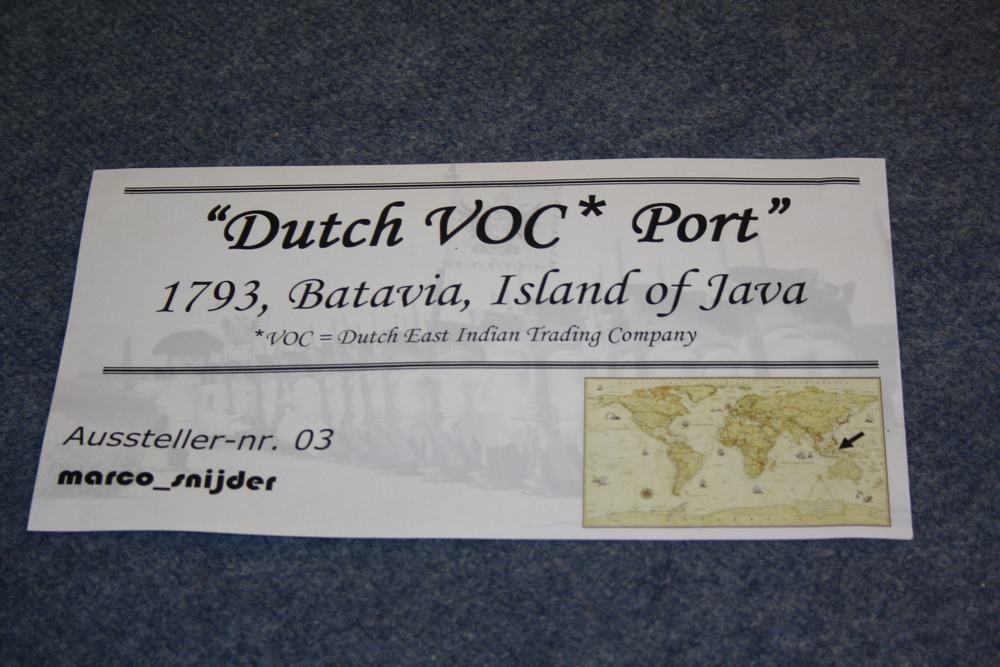 “Dutch VOC* Port”
1793, Batavia, Island of Java
*VOC = Dutch East Indian Trading Company
Aussteller-nr. 03
marco_snijder